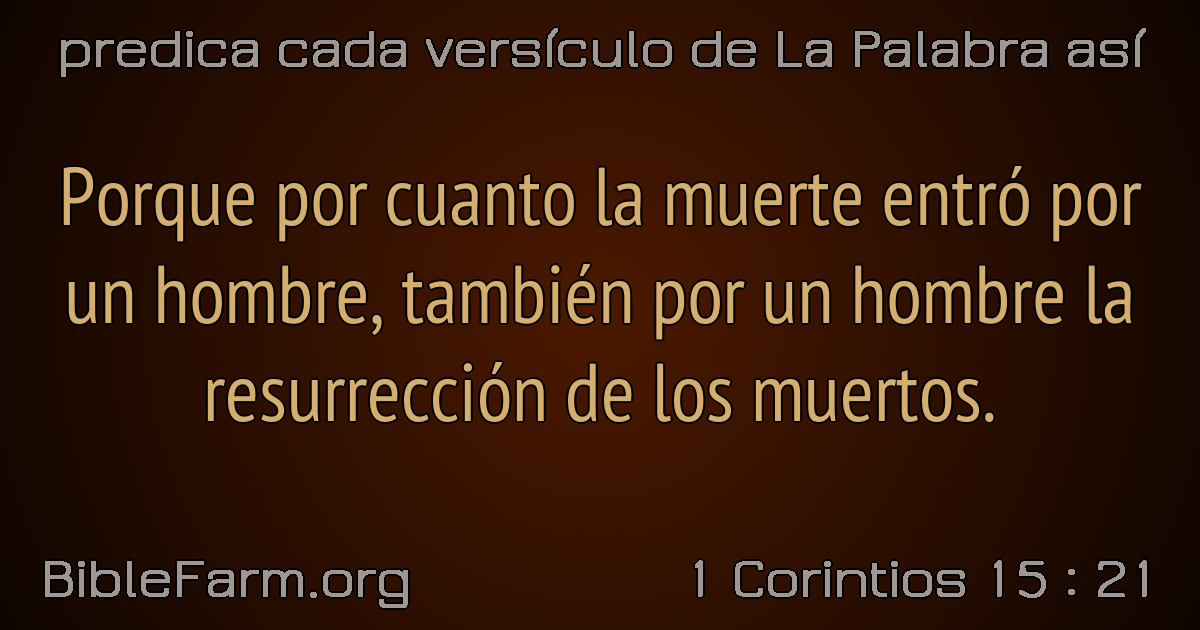 predica cada versículo de La Palabra así
Porque por cuanto la muerte entró por
un hombre, también por un hombre la
resurrección de los muertos.
BibleFarm.org
1 Corintios 15 : 21